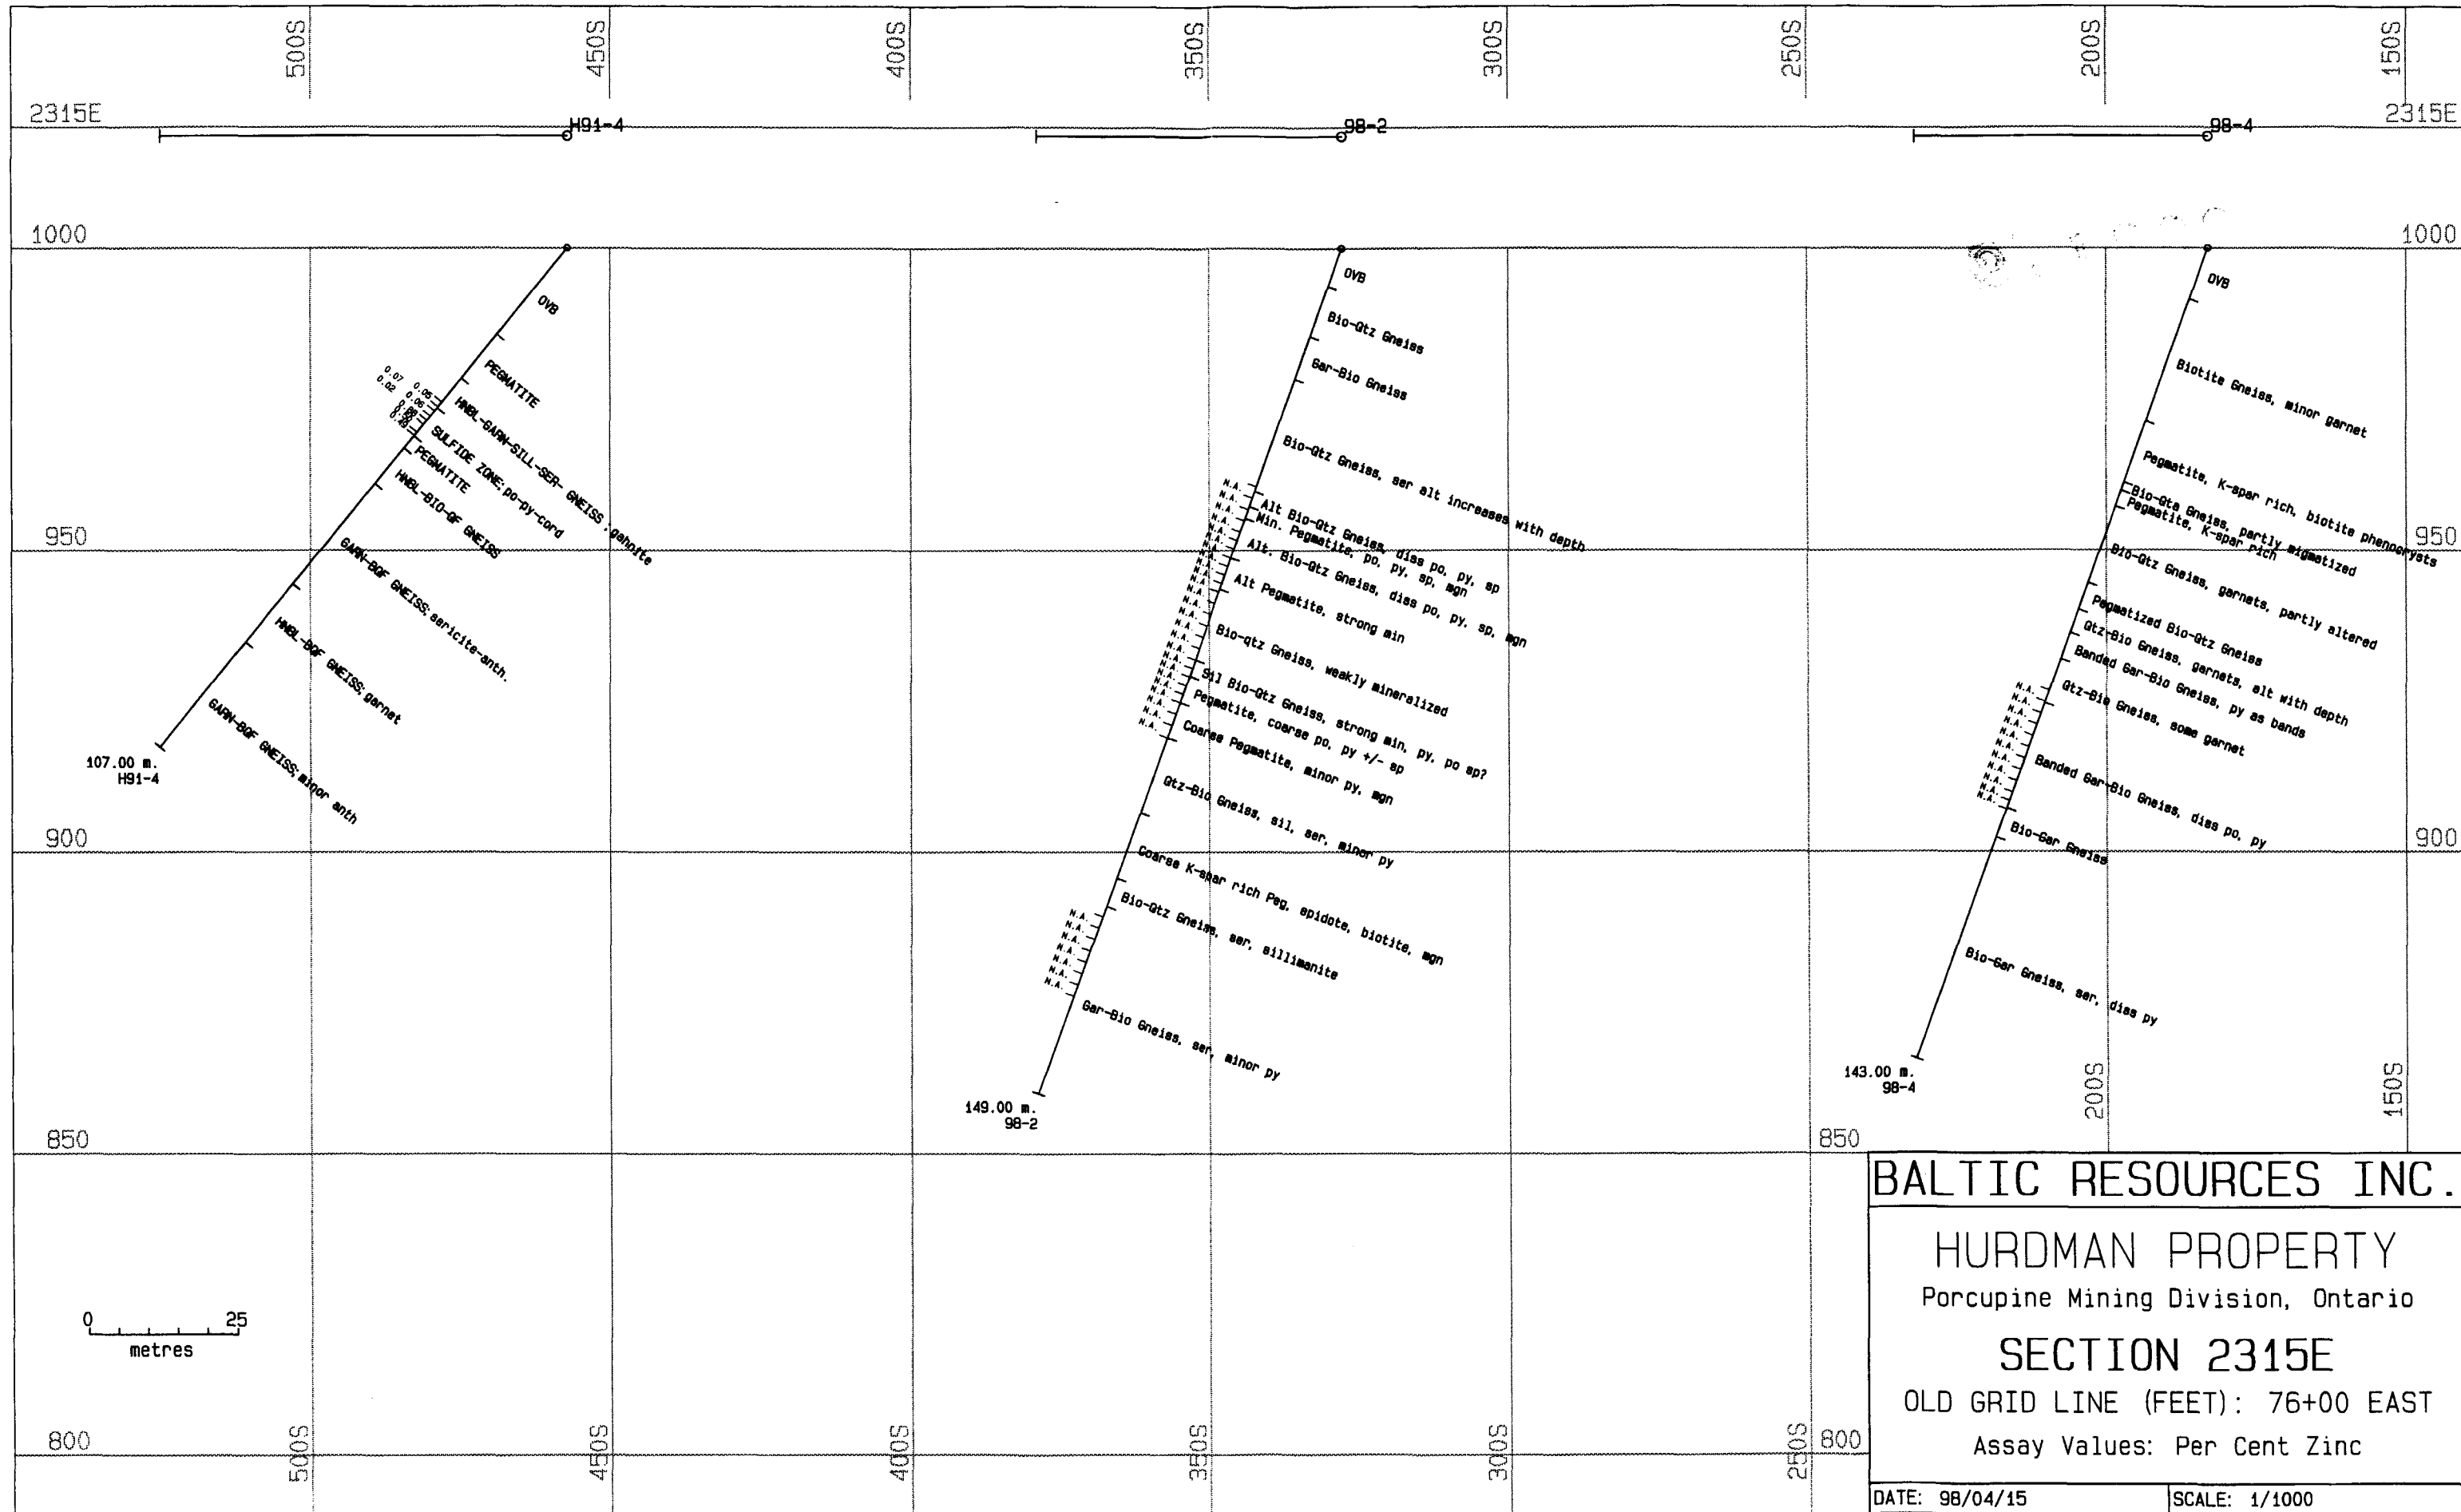 500S
450S
400S
350S
300S
250S
200S
150S
2315E
H91-4
98-2
98-4
2315E
1000
1000
OVB
PEGMATITE
HNBL-GARN-SILL-SER- GNEISS ; gahnite
SULFIDE ZONE; po-py-cord
PEGMATITE
HNBL-BIO-QF GNEISS
GARN-BQF GNEISS; sericite-anth.
HNBL-BQF GNEISS; garnet
GARN-BQF GNEISS; minor anth
0.07
0.02
0.05
0.06
107.00 m.
H91-4
OVB
Bio-Qtz Gneiss
Gar-Bio Gneiss
Bio-Qtz Gneiss, ser alt increases with depth
Alt Bio-Qtz Gneiss, diss po, py, sp
Min. Pegmatite, po, py, sp, mgn
Alt. Bio-Qtz Gneiss, diss po, py, sp, mgn
Alt Pegmatite, strong min
Bio-qtz Gneiss, weakly mineralized
Sil Bio-Qtz Gneiss, strong min, py, po sp?
Pegmatite, coarse po, py +/- sp
Coarse Pegmatite, minor py, mgn
Qtz-Bio Gneiss, sil, ser, minor py
Coarse K-spar rich Peg, epidote, biotite, mgn
Bio-Qtz Gneiss, ser, sillimanite
Gar-Bio Gneiss, ser, minor py
N.A.
N.A.
N.A.
N.A.
N.A.
N.A.
N.A.
149.00 m.
98-2
OVB
Biotite Gneiss, minor garnet
Pegmatite, K-spar rich, biotite phenocrysts
Bio-Qta Gneiss, partly migmatized
Pegmatite, K-spar rich
Bio-Qtz Gneiss, garnets, partly altered
Pegmatized Bio-Qtz Gneiss
Qtz-Bio Gneiss, garnets, alt with depth
Banded Gar-Bio Gneiss, py as bands
Qtz-Bio Gneiss, some garnet
Banded Gar-Bio Gneiss, diss po, py
Bio-Gar Gneiss
Bio-Gar Gneiss, ser, diss py
N.A.
N.A.
N.A.
N.A.
N.A.
N.A.
N.A.
N.A.
N.A.
143.00 m.
98-4
950
950
900
900
850
850
800
800
200S
150S
0
25
metres
500S
450S
400S
350S
300S
250S
BALTIC RESOURCES INC.
HURDMAN PROPERTY
Porcupine Mining Division, Ontario
SECTION 2315E
OLD GRID LINE (FEET): 76+00 EAST
Assay Values: Per Cent Zinc
DATE: 98/04/15
SCALE: 1/1000